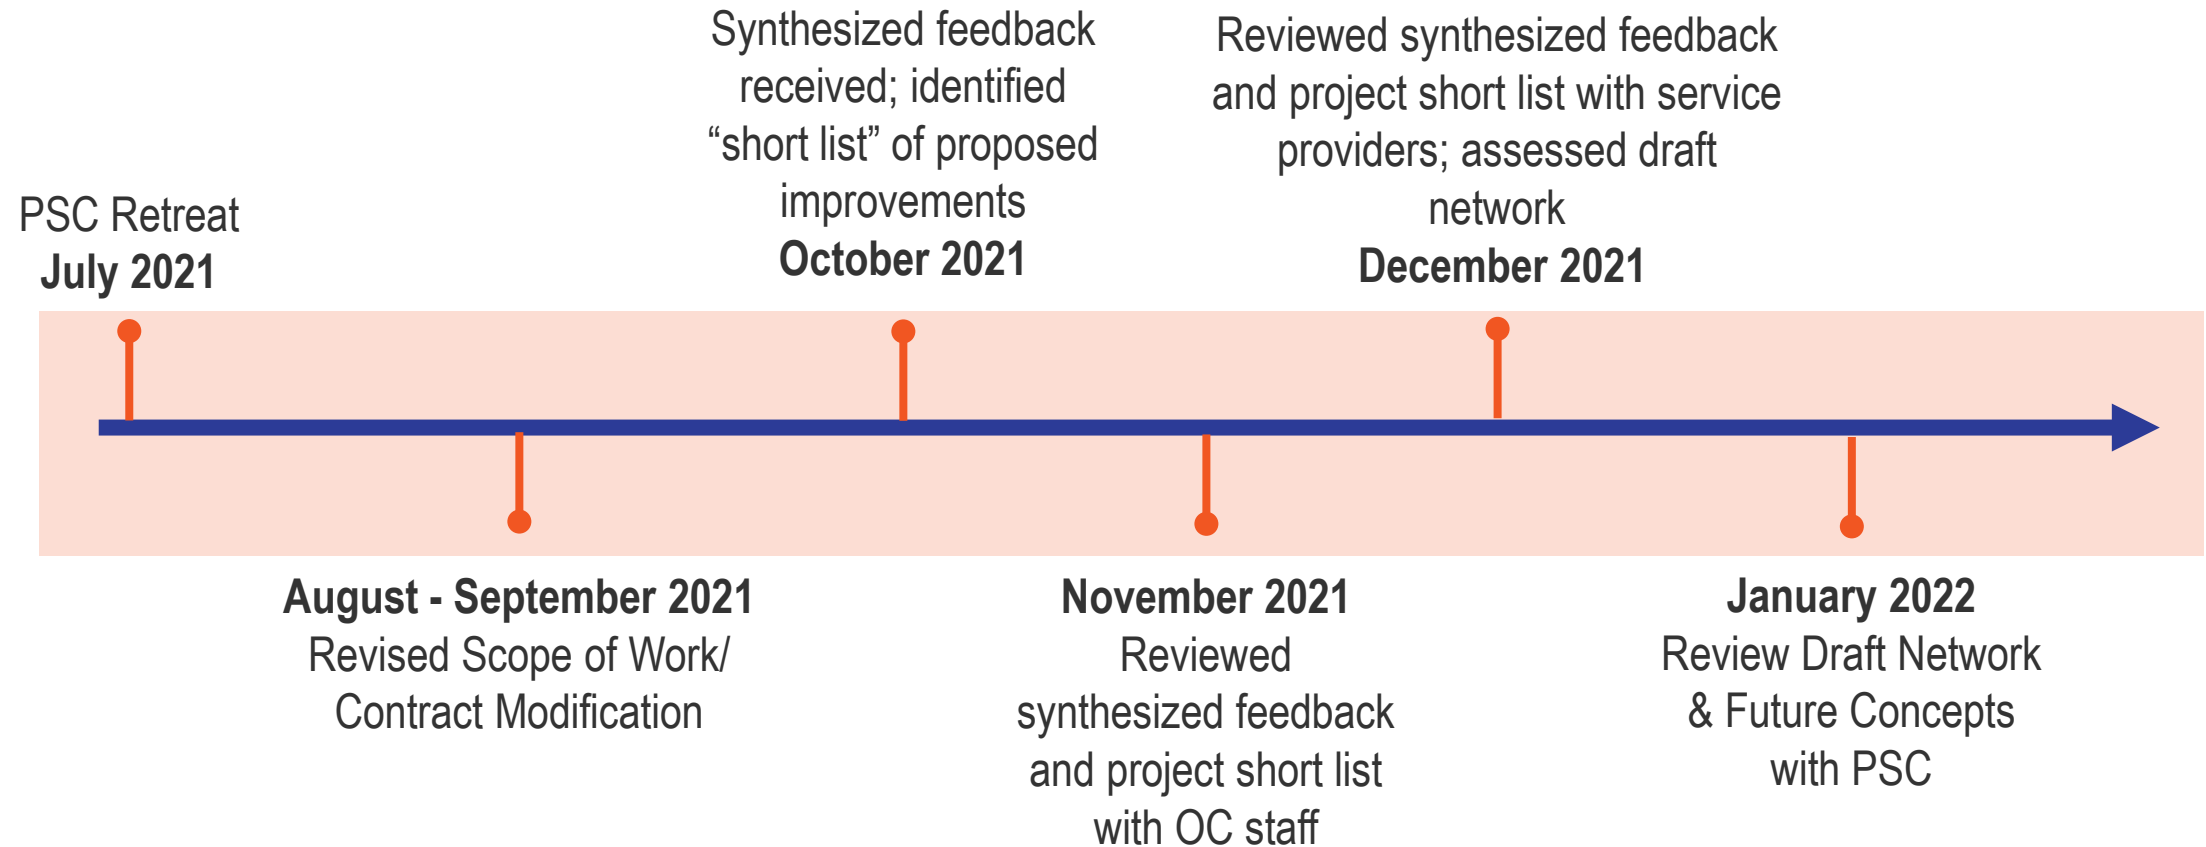 PSC Retreat
July 2021
August - September 2021
Revised Scope of Work/
Contract Modification
Synthesized feedback
received; identified
“short list” of proposed
improvements
October 2021
November 2021
Reviewed
synthesized feedback
and project short list
with OC staff
Reviewed synthesized feedback
and project short list with service
providers; assessed draft
network
December 2021
January 2022
Review Draft Network
& Future Concepts
with PSC